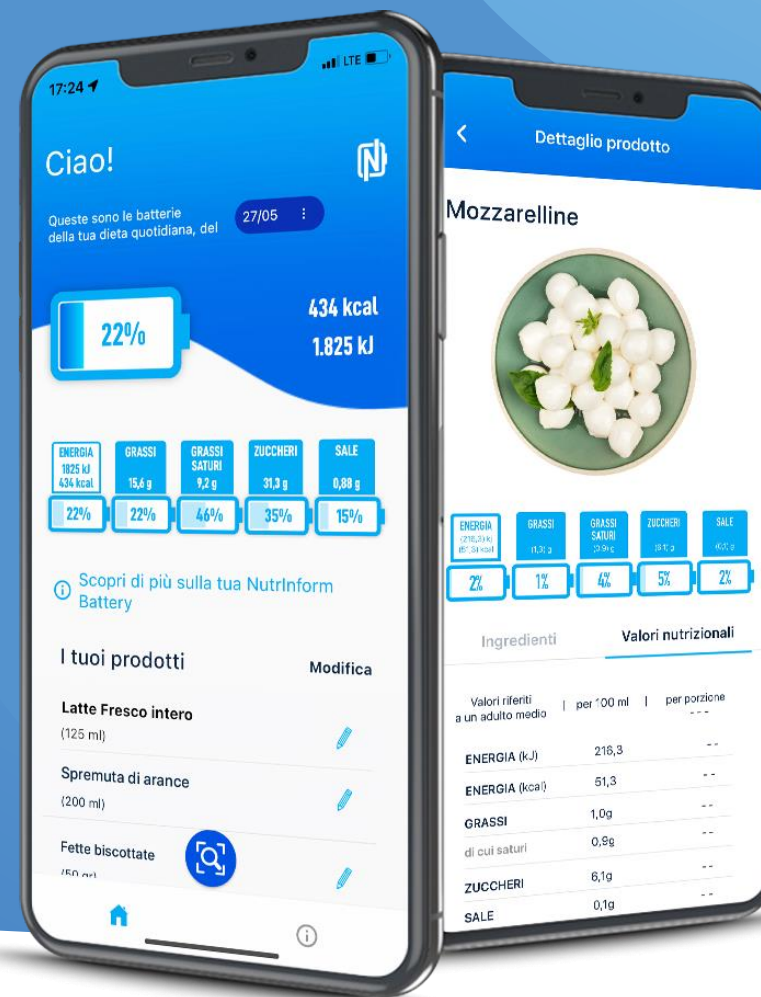 17:24
LTE
Ciao!
Queste sono le batterie
della tua dieta quotidiana, del
27/05
22%
434 kcal
1.825 kJ
ENERGIA
1825 kJ
434 kcal
22%
GRASSI
15,6 g
22%
GRASSI
SATURI
9,2 g
46%
ZUCCHERI
31,3 g
35%
SALE
0,88 g
15%
Scopri di più sulla tua NutrInform
Battery
I tuoi prodotti
Modifica
Latte Fresco intero
(125 ml)
Spremuta di arance
(200 ml)
Fette biscottate
Dettaglio prodotto
Mozzarelline
ENERGIA
(51,3) kcal
2%
GRASSI
1%
GRASSI
SATURI
4%
ZUCCHERI
5%
SALE
2%
Ingredienti
Valori nutrizionali
Valori riferiti
a un adulto medio
per 100 ml
per porzione
- - -
ENERGIA (kJ) 218,3 - -
ENERGIA (kcal) 51,3 - -
GRASSI 1,0g - -
di cui saturi 0,9g - -
ZUCCHERI 6,1g - -
SALE 0,1g - -